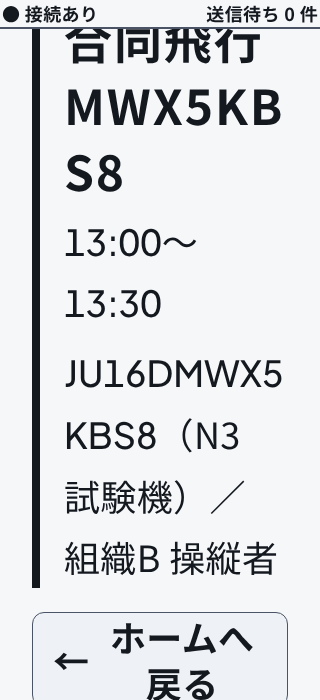 ● 接続あり 送信待ち 0 件
合同飛行
MWX5KB
S8
13:00〜
13:30
JU16DMWX5
KBS8（N3
試験機）／
組織B 操縦者
← ホームへ
戻る